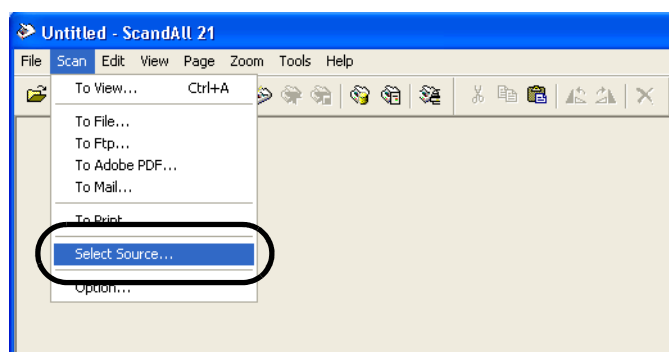 Untitled - ScandAll 21
File Scan Edit View Page Zoom Tools Help
To View... Ctrl+A
To File...
To Ftp...
To Adobe PDF...
To Mail...
To Print
Select Source...
Option...